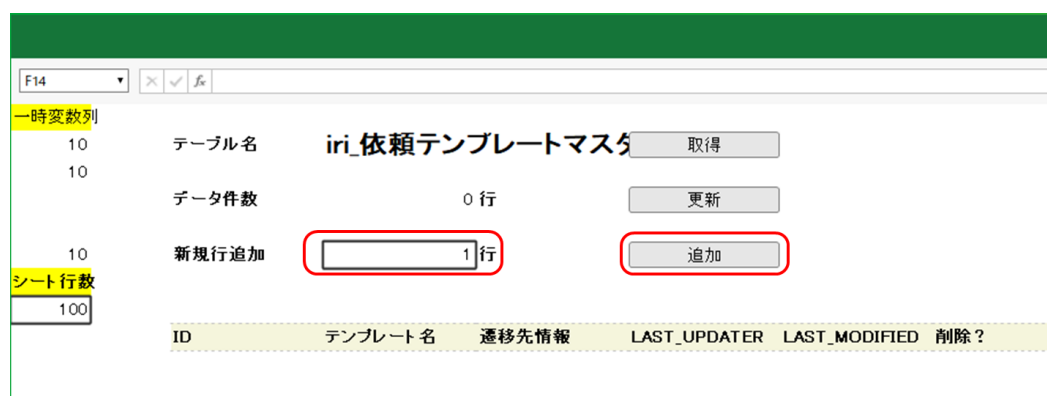 F14
fx
一時変数列
10 テーブル名 iri_依頼テンプレートマスタ 取得
10
データ件数 0 行 更新
10 新規行追加 1 行 追加
シート行数
100
ID テンプレート名 遷移先情報 LAST_UPDATER LAST_MODIFIED 削除？